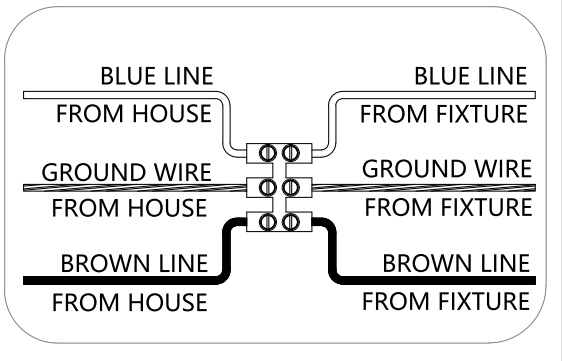 BLUE LINE
FROM HOUSE
BLUE LINE
FROM FIXTURE
GROUND WIRE
FROM HOUSE
GROUND WIRE
FROM FIXTURE
BROWN LINE
FROM HOUSE
BROWN LINE
FROM FIXTURE